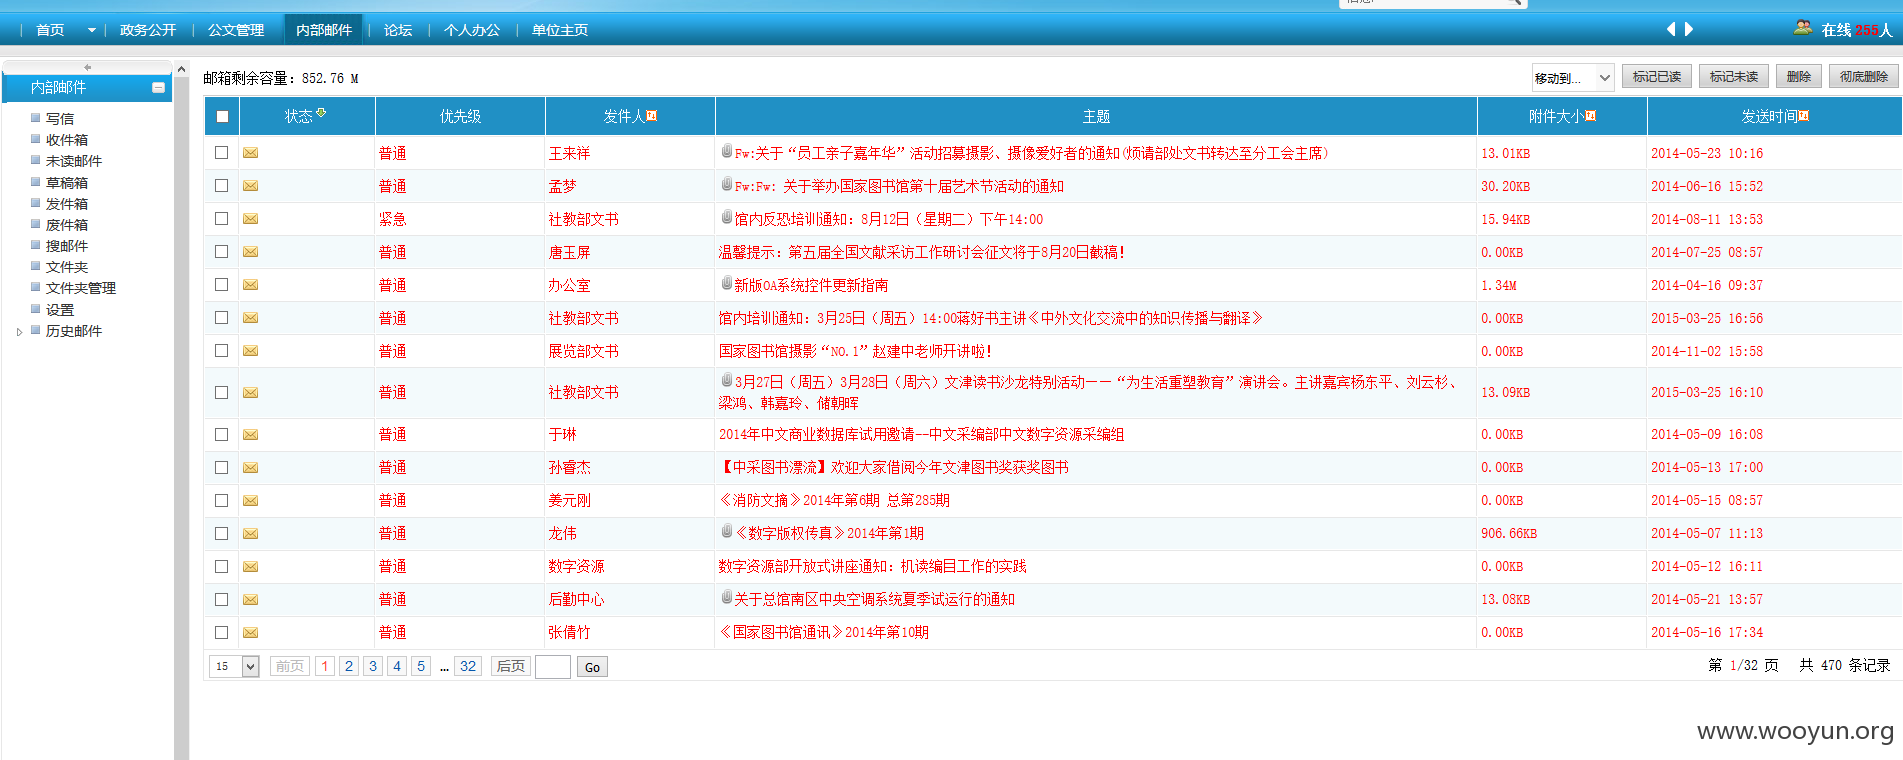 首页 政务公开 公文管理 内部邮件 论坛 个人办公 单位主页 在线 255人
内部邮件
写信
收件箱
未读邮件
草稿箱
发件箱
废件箱
搜邮件
文件夹
文件夹管理
设置
历史邮件
邮箱剩余容量：852.76 M 移动到... 标记已读 标记未读 删除 彻底删除
状态 优先级 发件人 主题 附件大小 发送时间
普通 王来祥 Fw:关于“员工亲子嘉年华”活动招募摄影、摄像爱好者的通知(烦请部处文书转达至分工会主席) 13.01KB 2014-05-23 10:16
普通 孟梦 Fw:Fw: 关于举办国家图书馆第十届艺术节活动的通知 30.20KB 2014-06-16 15:52
紧急 社教部文书 馆内反恐培训通知：8月12日（星期二）下午14:00 15.94KB 2014-08-11 13:53
普通 唐玉屏 温馨提示：第五届全国文献采访工作研讨会征文将于8月20日截稿！ 0.00KB 2014-07-25 08:57
普通 办公室 新版OA系统控件更新指南 1.34M 2014-04-16 09:37
普通 社教部文书 馆内培训通知：3月25日（周五）14:00蒋好书主讲《中外文化交流中的知识传播与翻译》 0.00KB 2015-03-25 16:56
普通 展览部文书 国家图书馆摄影“NO.1”赵建中老师开讲啦！ 0.00KB 2014-11-02 15:58
普通 社教部文书 3月27日（周五）3月28日（周六）文津读书沙龙特别活动——“为生活重塑教育”演讲会。主讲嘉宾杨东平、刘云杉、 13.09KB 2015-03-25 16:10
梁鸿、韩嘉玲、储朝晖
普通 于琳 2014年中文商业数据库试用邀请--中文采编部中文数字资源采编组 0.00KB 2014-05-09 16:08
普通 孙睿杰 【中采图书漂流】欢迎大家借阅今年文津图书奖获奖图书 0.00KB 2014-05-13 17:00
普通 姜元刚 《消防文摘》2014年第6期 总第285期 0.00KB 2014-05-15 08:57
普通 龙伟 《数字版权传真》2014年第1期 906.66KB 2014-05-07 11:13
普通 数字资源 数字资源部开放式讲座通知：机读编目工作的实践 0.00KB 2014-05-12 16:11
普通 后勤中心 关于总馆南区中央空调系统夏季试运行的通知 13.08KB 2014-05-21 13:57
普通 张倩竹 《国家图书馆通讯》2014年第10期 0.00KB 2014-05-16 17:34
15 前页 1 2 3 4 5 ... 32 后页 Go 第 1/32 页 共 470 条记录
www.wooyun.org